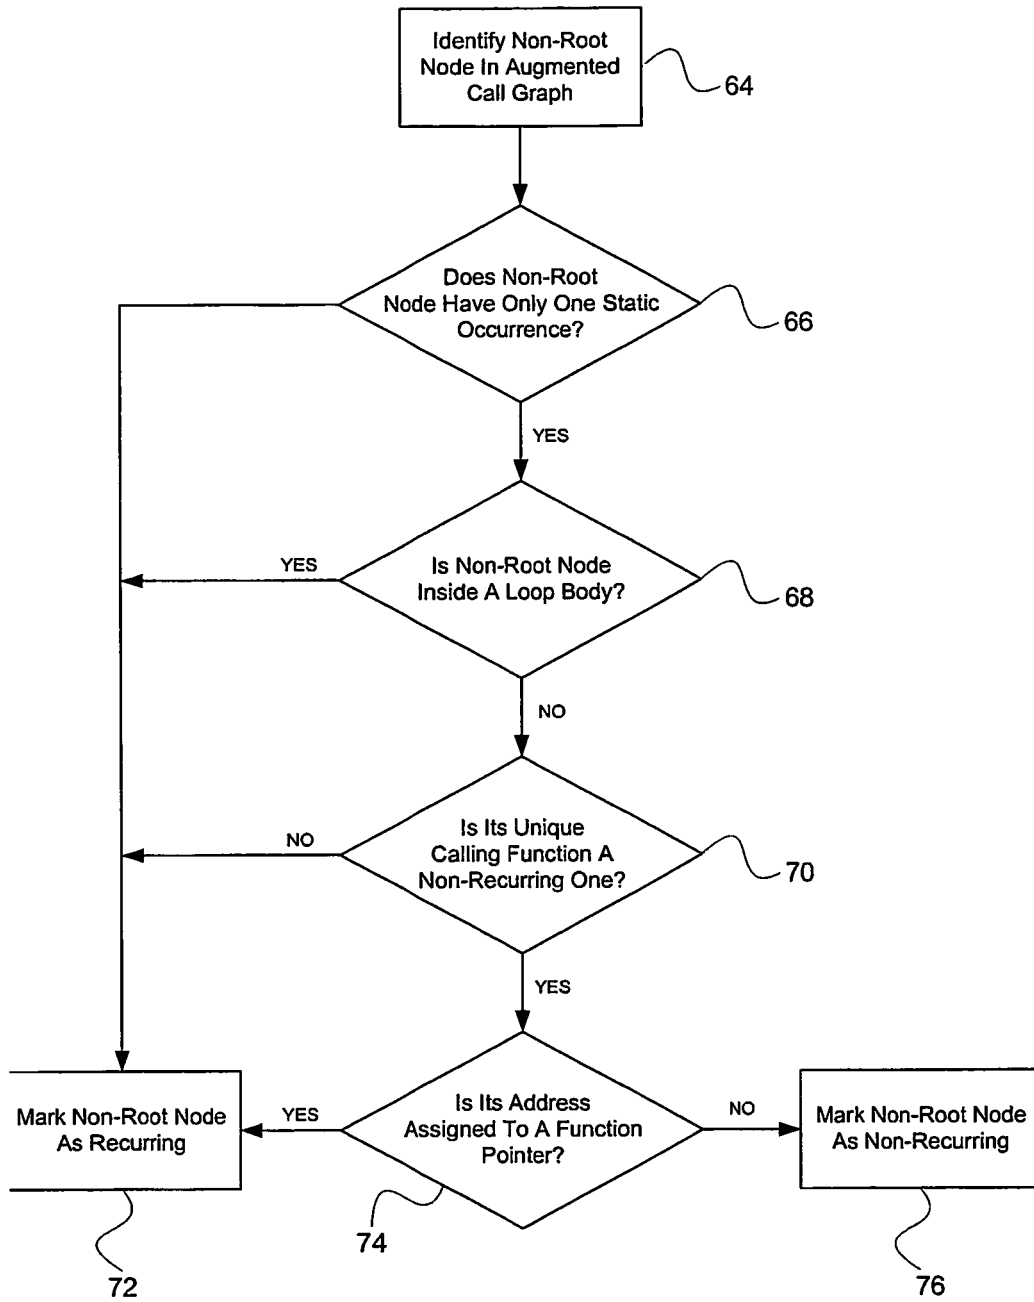 Identify Non-Root
Node In Augmented
Call Graph
64
Does Non-Root
Node Have Only One Static
Occurrence?
66
YES
Is Non-Root Node
Inside A Loop Body?
YES
68
NO
Is Its Unique
Calling Function A
Non-Recurring One?
NO
70
YES
Mark Non-Root Node
As Recurring
YES
Is Its Address
Assigned To A Function
Pointer?
NO
Mark Non-Root Node
As Non-Recurring
74
72
76